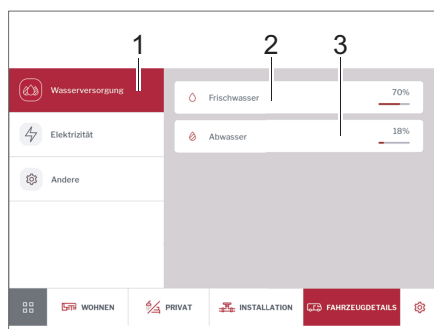 1 2 3
Wasserversorgung
Frischwasser 70%
Elektrizität
Abwasser 18%
Andere
WOHNEN PRIVAT INSTALLATION FAHRZEUGDETAILS